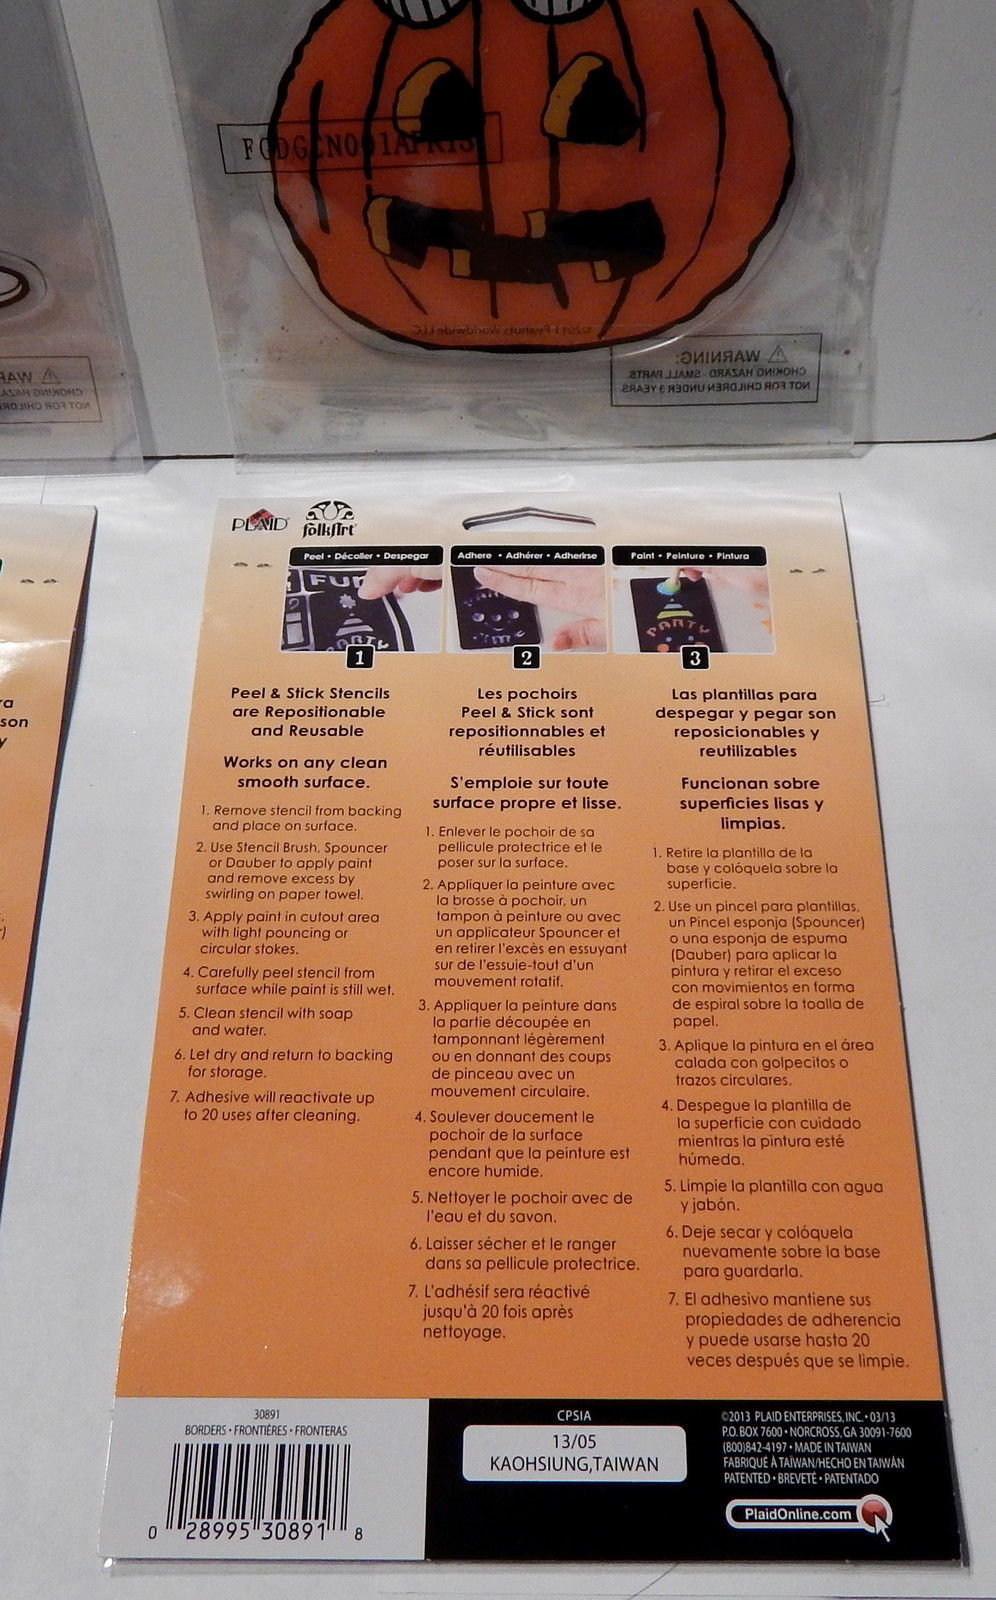 FODGEN001APR13
©2011 Peanuts Worldwide LLC
WARNING:
CHOKING HAZARD - SMALL PARTS.
NOT FOR CHILDREN UNDER 3 YEARS.
PLAID
folkArt
Peel • Décoller • Despegar
Adhere • Adhérer • Adherirse
Paint • Peinture • Pintura
1
2
3
Peel & Stick Stencils
are Repositionable
and Reusable
Works on any clean
smooth surface.
1. Remove stencil from backing
and place on surface.
2. Use Stencil Brush, Spouncer
or Dauber to apply paint
and remove excess by
swirling on paper towel.
3. Apply paint in cutout area
with light pouncing or
circular stokes.
4. Carefully peel stencil from
surface while paint is still wet.
5. Clean stencil with soap
and water.
6. Let dry and return to backing
for storage.
7. Adhesive will reactivate up
to 20 uses after cleaning.
Les pochoirs
Peel & Stick sont
repositionnables et
réutilisables
S'emploie sur toute
surface propre et lisse.
1. Enlever le pochoir de sa
pellicule protectrice et le
poser sur la surface.
2. Appliquer la peinture avec
la brosse à pochoir, un
tampon à peinture ou avec
un applicateur Spouncer et
en retirer l'excès en essuyant
sur de l'essuie-tout d'un
mouvement rotatif.
3. Appliquer la peinture dans
la partie découpée en
tamponnant légèrement
ou en donnant des coups
de pinceau avec un
mouvement circulaire.
4. Soulever doucement le
pochoir de la surface
pendant que la peinture est
encore humide.
5. Nettoyer le pochoir avec de
l'eau et du savon.
6. Laisser sécher et le ranger
dans sa pellicule protectrice.
7. L'adhésif sera réactivé
jusqu'à 20 fois après
nettoyage.
Las plantillas para
despegar y pegar son
reposicionables y
reutilizables
Funcionan sobre
superficies lisas y
limpias.
1. Retire la plantilla de la
base y colóquela sobre la
superficie.
2. Use un pincel para plantillas,
un Pincel esponja (Spouncer)
o una esponja de espuma
(Dauber) para aplicar la
pintura y retirar el exceso
con movimientos en forma
de espiral sobre la toalla de
papel.
3. Aplique la pintura en el área
calada con golpecitos o
trazos circulares.
4. Despegue la plantilla de
la superficie con cuidado
mientras la pintura esté
húmeda.
5. Limpie la plantilla con agua
y jabón.
6. Deje secar y colóquela
nuevamente sobre la base
para guardarla.
7. El adhesivo mantiene sus
propiedades de adherencia
y puede usarse hasta 20
veces después que se limpie.
30891
BORDERS • FRONTIÈRES • FRONTERAS
0 28995 30891 8
CPSIA
13/05
KAOHSIUNG,TAIWAN
©2013 PLAID ENTERPRISES, INC. • 03/13
P.O. BOX 7600 • NORCROSS, GA 30091-7600
(800)842-4197 • MADE IN TAIWAN
FABRIQUÉ À TAÏWAN/HECHO EN TAIWÁN
PATENTED • BREVETÉ • PATENTADO
PlaidOnline.com